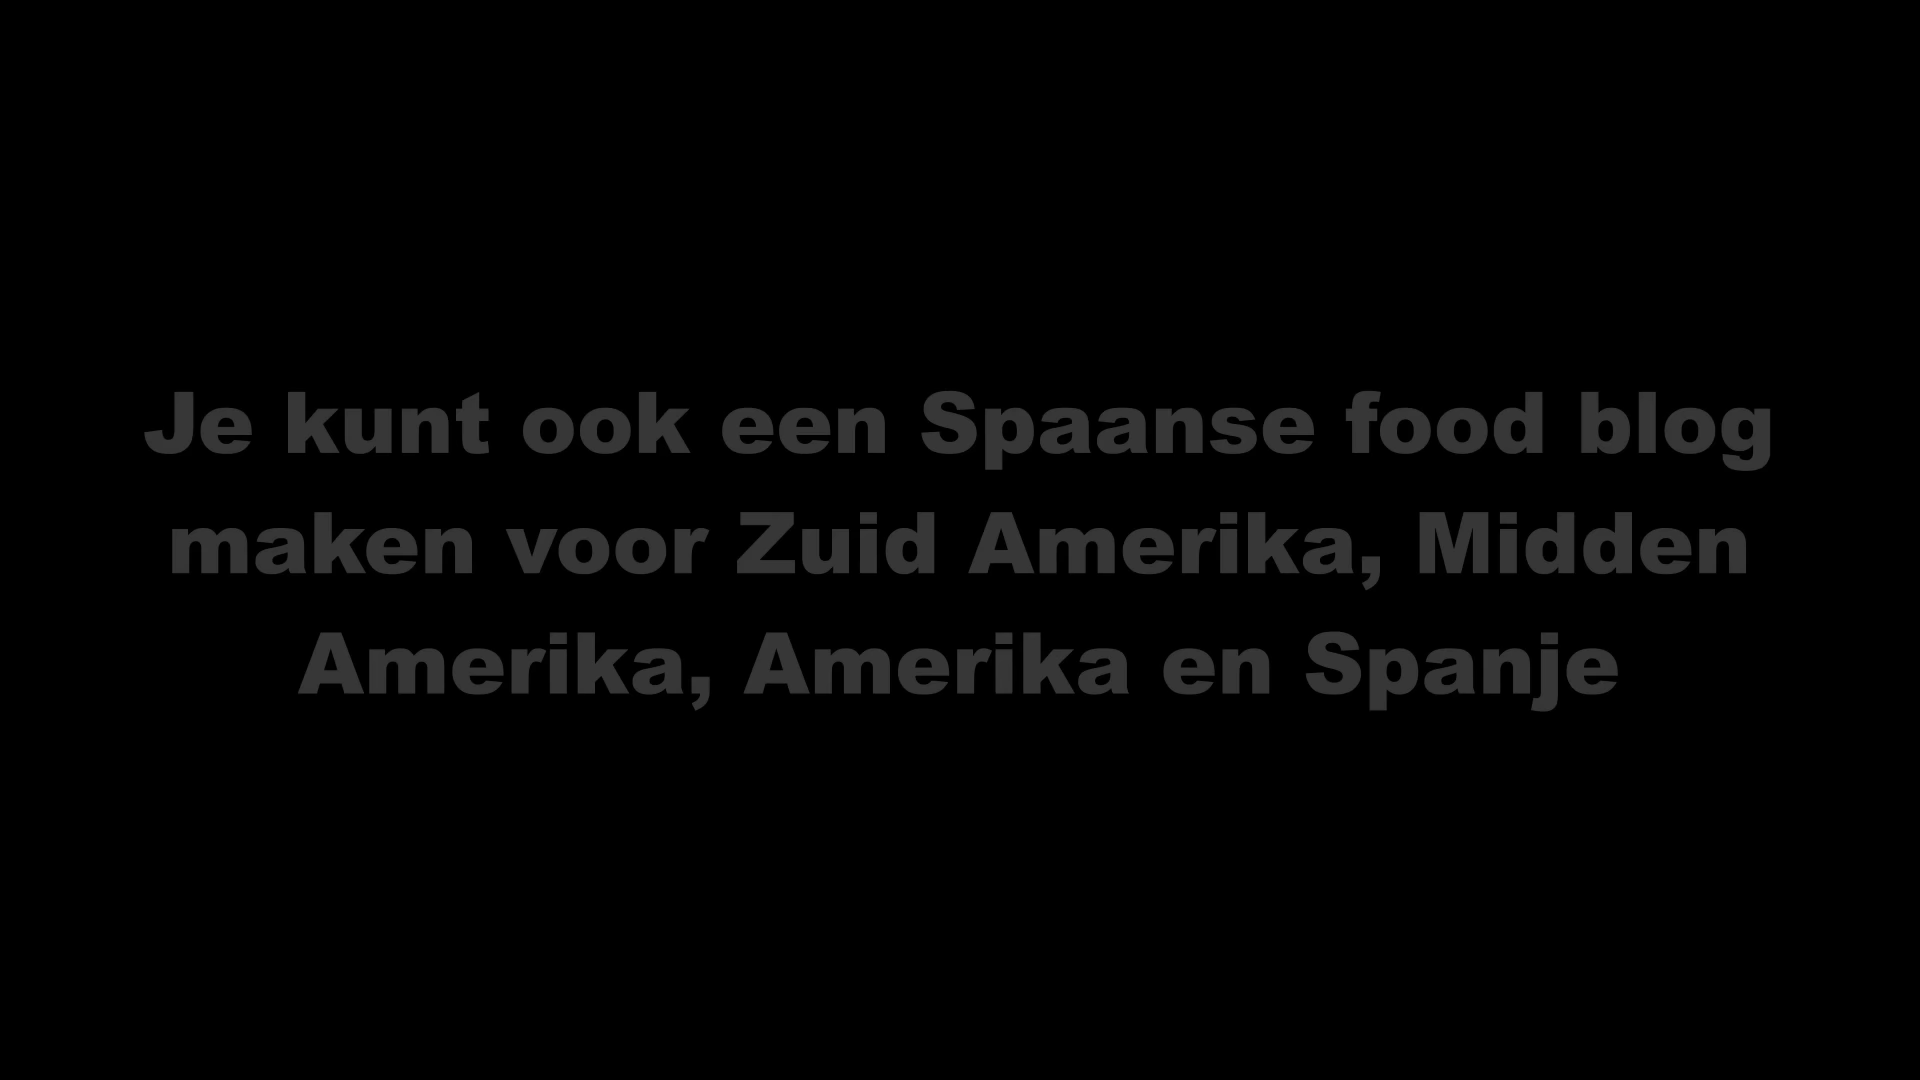 Je kunt ook een Spaanse food blog
maken voor Zuid Amerika, Midden
Amerika, Amerika en Spanje